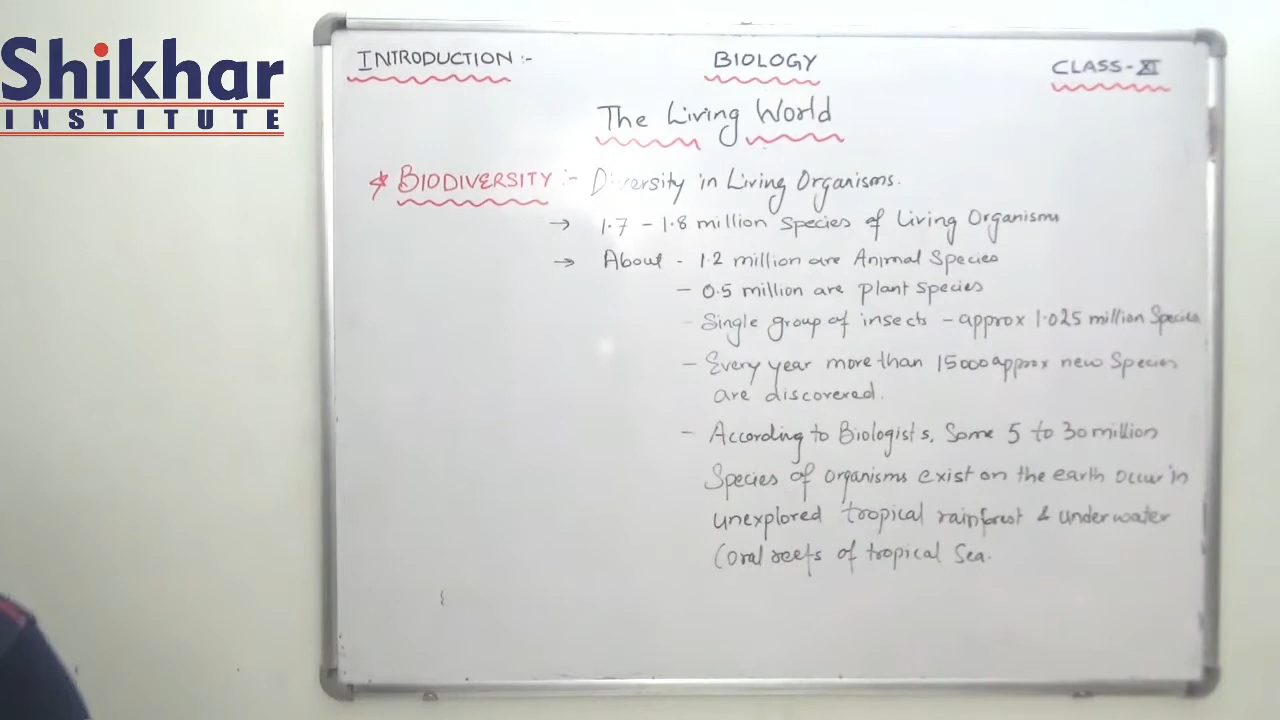 Shikhar
INSTITUTE
INTRODUCTION :- BIOLOGY CLASS-XI
The Living World
* BIODIVERSITY :- Diversity in Living Organisms.
→ 1.7 - 1.8 million Species of Living Organisms
→ About - 1.2 million are Animal Species
- 0.5 million are plant species
- Single group of insects - approx 1.025 million Species
- Every year more than 15000 approx new Species
are discovered.
- According to Biologists, Some 5 to 30 million
Species of organisms exist on the earth occur in
unexplored tropical rainforest & underwater
Coral reefs of tropical Sea.